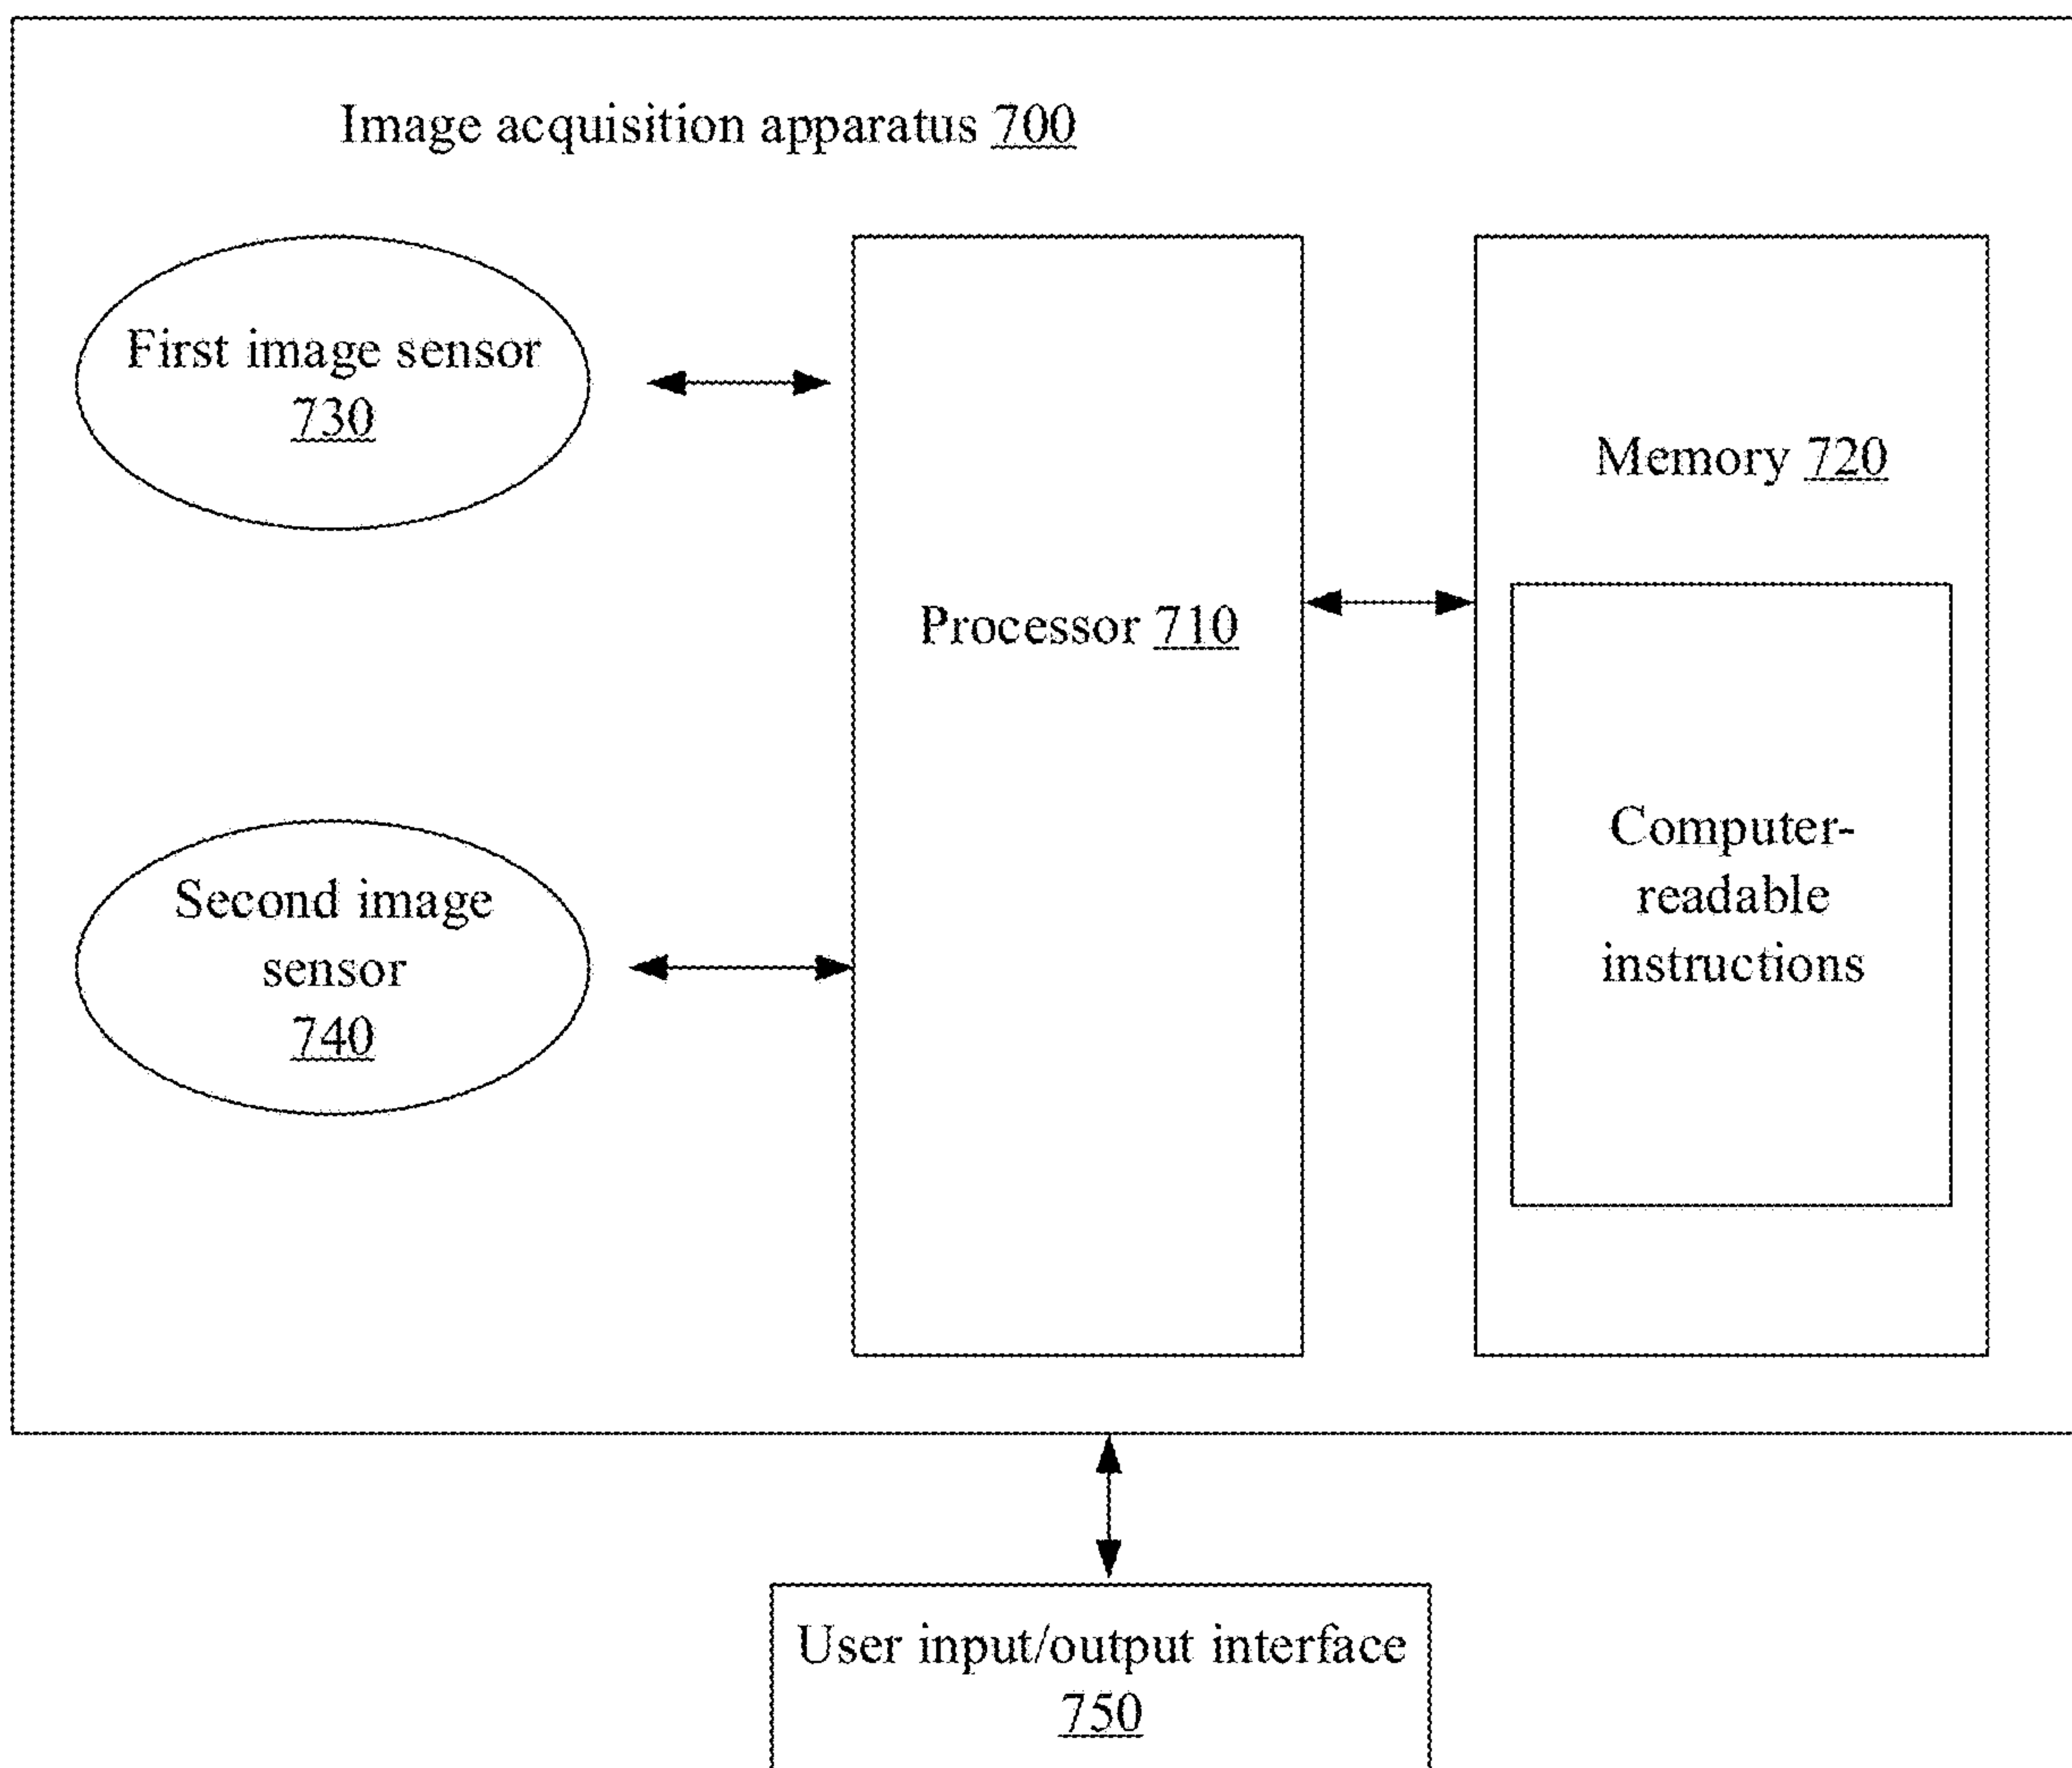 Image acquisition apparatus 700
First image sensor
730
Processor 710
Memory 720
Second image
sensor
740
Computer-
readable
instructions
User input/output interface
750